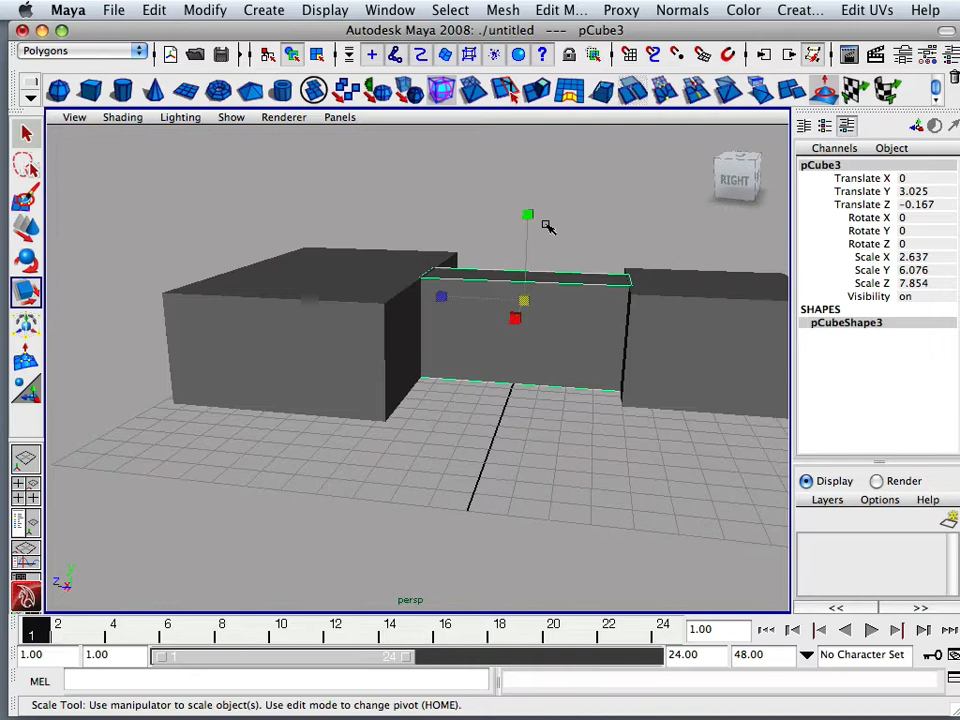 Maya File Edit Modify Create Display Window Select Mesh Edit M... Proxy Normals Color Creat... Edit UVs Help
Autodesk Maya 2008: ./untitled --- pCube3
Polygons
View Shading Lighting Show Renderer Panels
RIGHT
Channels Object
pCube3
Translate X 0
Translate Y 3.025
Translate Z -0.167
Rotate X 0
Rotate Y 0
Rotate Z 0
Scale X 2.637
Scale Y 6.076
Scale Z 7.854
Visibility on
SHAPES
pCubeShape3
Display Render
Layers Options Help
<< >>
y
z x
persp
1 2 4 6 8 10 12 14 16 18 20 22 24 1.00
1.00 1.00 1 24 24.00 48.00 No Character Set
MEL
Scale Tool: Use manipulator to scale object(s). Use edit mode to change pivot (HOME).